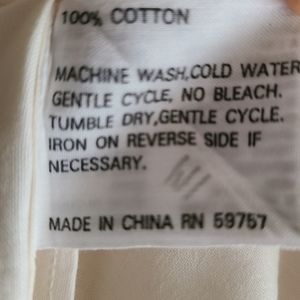 100% COTTON
MACHINE WASH,COLD WATER
GENTLE CYCLE, NO BLEACH.
TUMBLE DRY,GENTLE CYCLE.
IRON ON REVERSE SIDE IF
NECESSARY.
MADE IN CHINA RN 59757